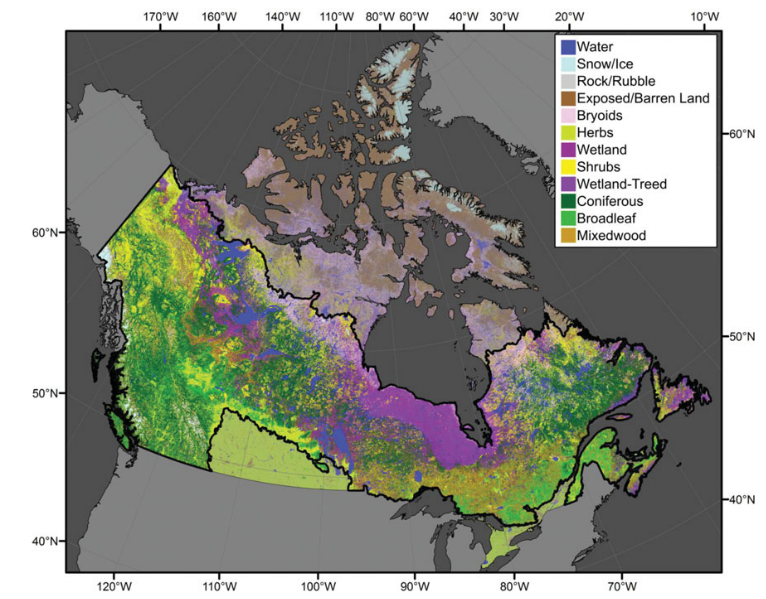 170°W 160°W 140°W 110°W 80°W 60°W 40°W 30°W 20°W 10°W
Water
Snow/Ice
Rock/Rubble
Exposed/Barren Land
Bryoids
Herbs
Wetland
Shrubs
Wetland-Treed
Coniferous
Broadleaf
Mixedwood
60°N
60°N
50°N
50°N
40°N
40°N
120°W 110°W 100°W 90°W 80°W 70°W